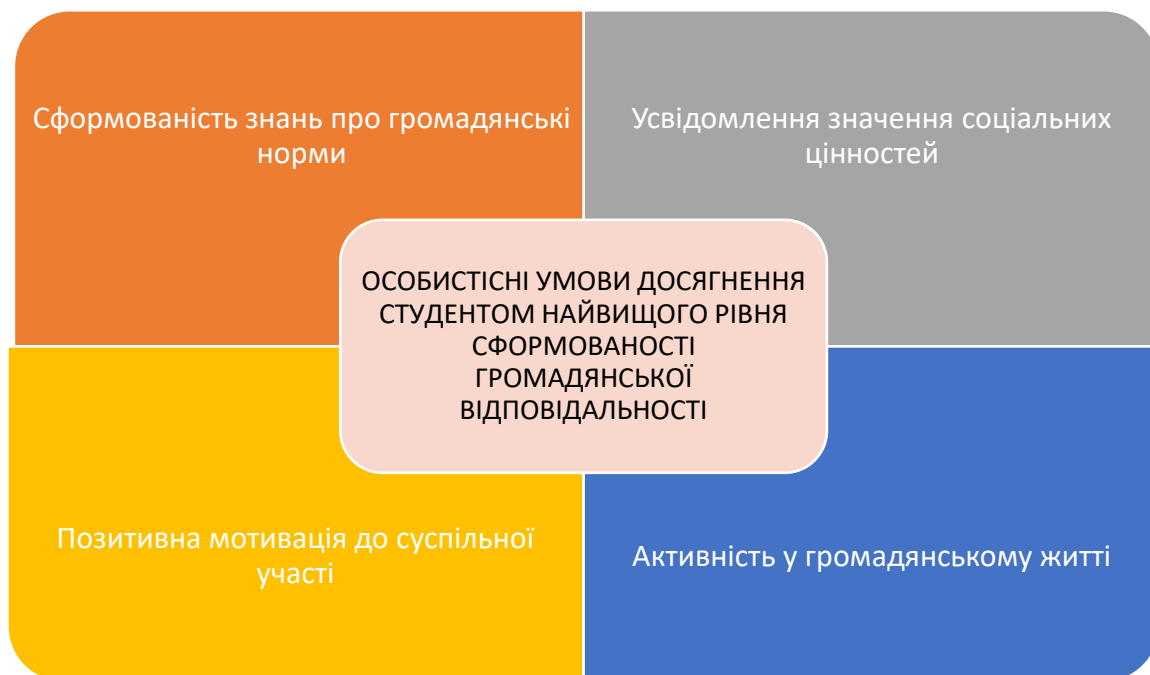 Сформованість знань про громадянські
норми
Усвідомлення значення соціальних
цінностей
ОСОБИСТІСНІ УМОВИ ДОСЯГНЕННЯ
СТУДЕНТОМ НАЙВИЩОГО РІВНЯ
СФОРМОВАНОСТІ
ГРОМАДЯНСЬКОЇ
ВІДПОВІДАЛЬНОСТІ
Позитивна мотивація до суспільної
участі
Активність у громадянському житті